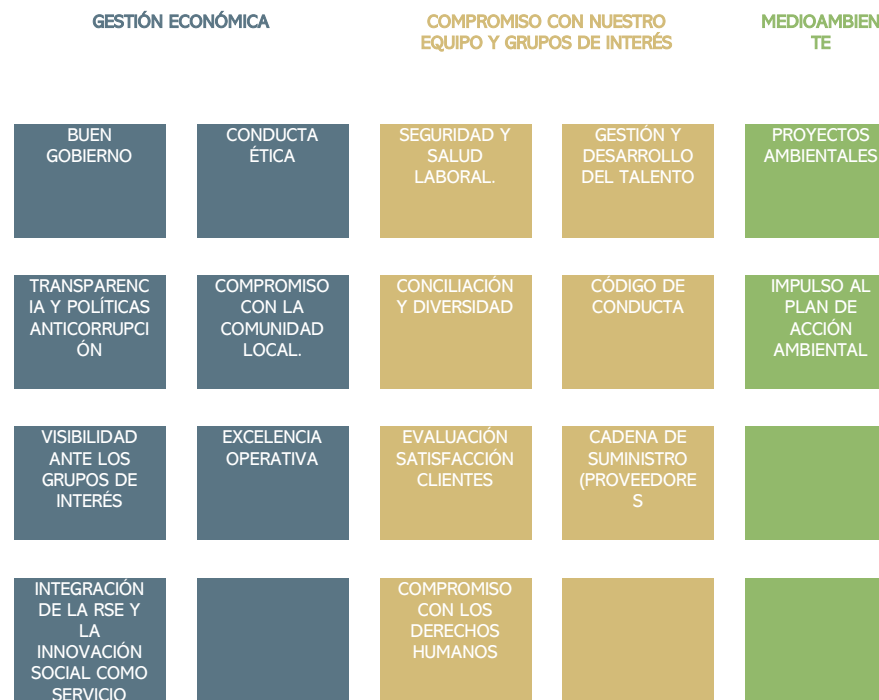 GESTIÓN ECONÓMICA
COMPROMISO CON NUESTRO
EQUIPO Y GRUPOS DE INTERÉS
MEDIOAMBIEN
TE
BUEN
GOBIERNO
CONDUCTA
ÉTICA
SEGURIDAD Y
SALUD
LABORAL.
GESTIÓN Y
DESARROLLO
DEL TALENTO
PROYECTOS
AMBIENTALES
TRANSPARENC
IA Y POLÍTICAS
ANTICORRUPCI
ÓN
COMPROMISO
CON LA
COMUNIDAD
LOCAL.
CONCILIACIÓN
Y DIVERSIDAD
CÓDIGO DE
CONDUCTA
IMPULSO AL
PLAN DE
ACCIÓN
AMBIENTAL
VISIBILIDAD
ANTE LOS
GRUPOS DE
INTERÉS
EXCELENCIA
OPERATIVA
EVALUACIÓN
SATISFACCIÓN
CLIENTES
CADENA DE
SUMINISTRO
(PROVEEDORE
S
INTEGRACIÓN
DE LA RSE Y
LA
INNOVACIÓN
SOCIAL COMO
SERVICIO
COMPROMISO
CON LOS
DERECHOS
HUMANOS